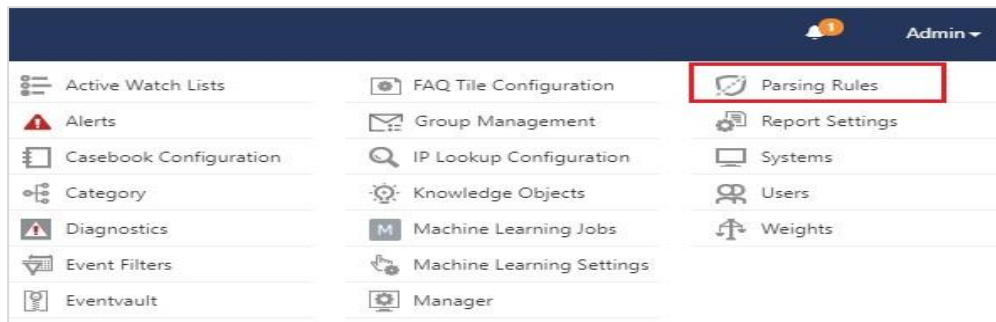 1
Admin
Active Watch Lists
Alerts
Casebook Configuration
Category
Diagnostics
Event Filters
Eventvault
FAQ Tile Configuration
Group Management
IP Lookup Configuration
Knowledge Objects
M Machine Learning Jobs
Machine Learning Settings
Manager
Parsing Rules
Report Settings
Systems
Users
Weights